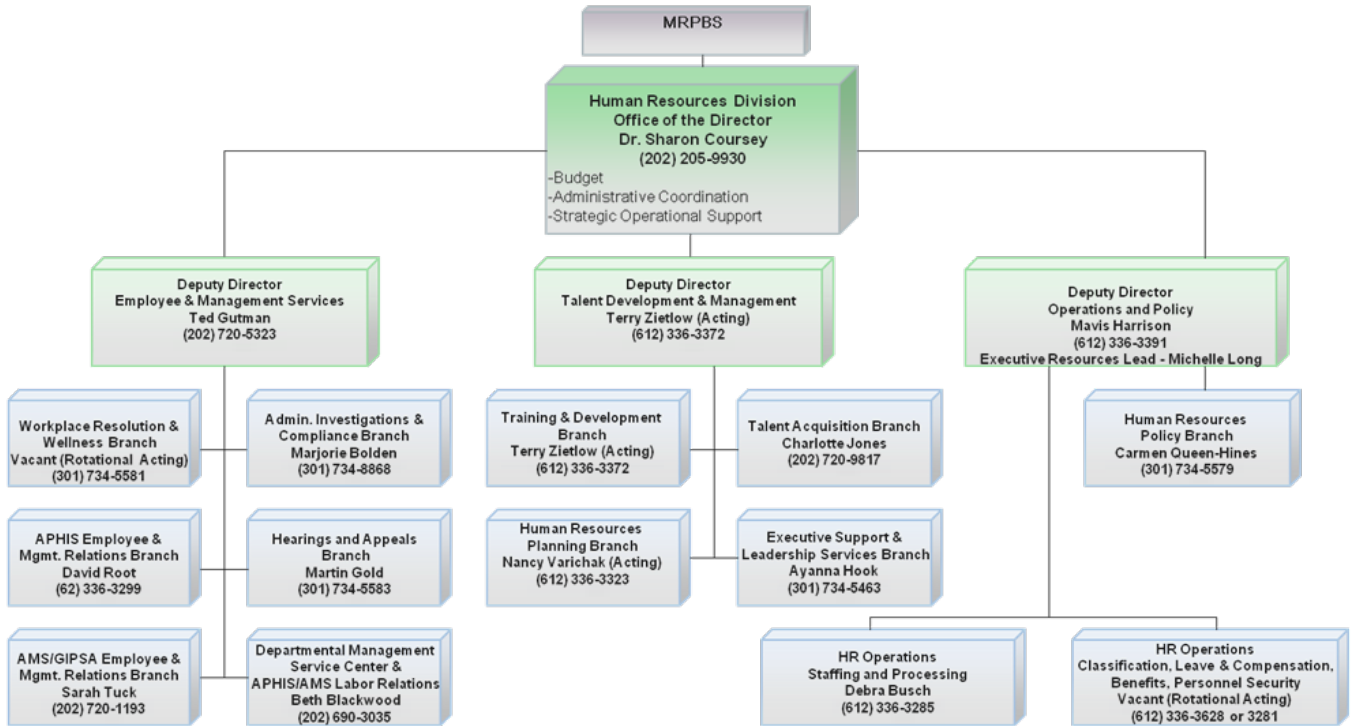 MRPBS
Human Resources Division
Office of the Director
Dr. Sharon Coursey
(202) 205-9930
-Budget
-Administrative Coordination
-Strategic Operational Support
Deputy Director
Employee & Management Services
Ted Gutman
(202) 720-5323
Deputy Director
Talent Development & Management
Terry Zietlow (Acting)
(612) 336-3372
Deputy Director
Operations and Policy
Mavis Harrison
(612) 336-3391
Executive Resources Lead - Michelle Long
Workplace Resolution &
Wellness Branch
Vacant (Rotational Acting)
(301) 734-5581
Admin. Investigations &
Compliance Branch
Marjorie Bolden
(301) 734-8868
Training & Development
Branch
Terry Zietlow (Acting)
(612) 336-3372
Talent Acquisition Branch
Charlotte Jones
(202) 720-9817
Human Resources
Policy Branch
Carmen Queen-Hines
(301) 734-5579
APHIS Employee &
Mgmt. Relations Branch
David Root
(62) 336-3299
Hearings and Appeals
Branch
Martin Gold
(301) 734-5583
Human Resources
Planning Branch
Nancy Varichak (Acting)
(612) 336-3323
Executive Support &
Leadership Services Branch
Ayanna Hook
(301) 734-5463
AMS/GIPSA Employee &
Mgmt. Relations Branch
Sarah Tuck
(202) 720-1193
Departmental Management
Service Center &
APHIS/AMS Labor Relations
Beth Blackwood
(202) 690-3035
HR Operations
Staffing and Processing
Debra Busch
(612) 336-3285
HR Operations
Classification, Leave & Compensation,
Benefits, Personnel Security
Vacant (Rotational Acting)
(612) 336-3628 or 3281